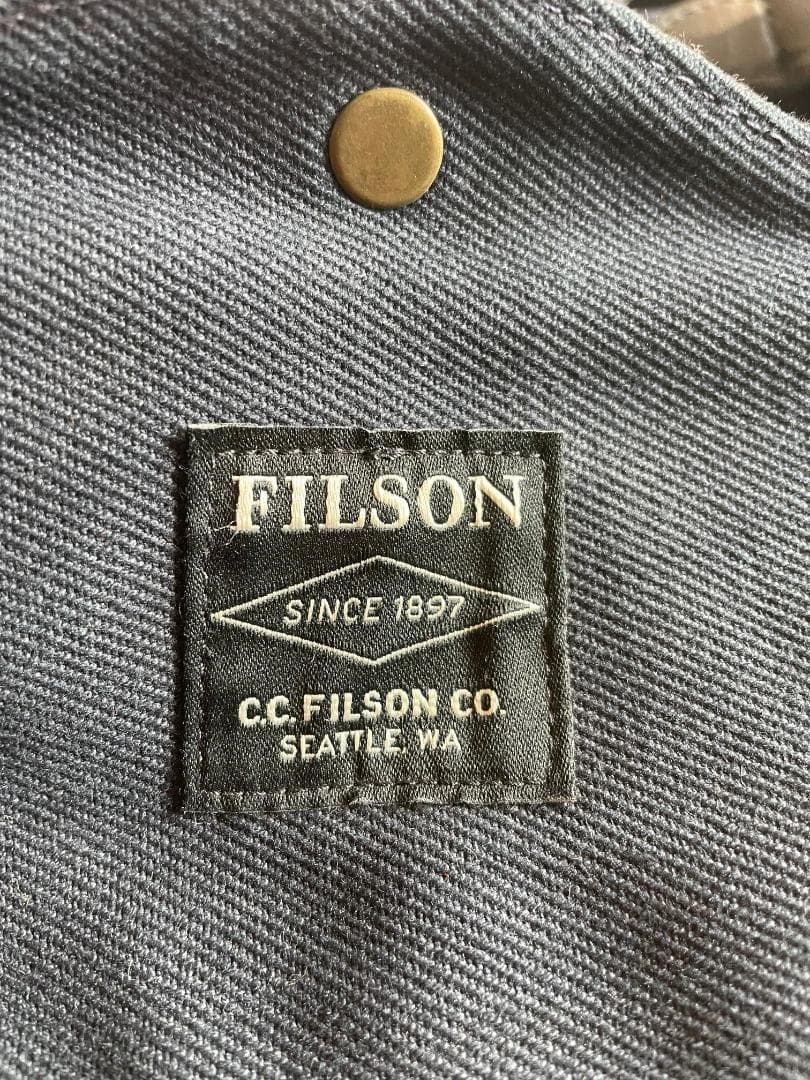 FILSON
SINCE 1897
C.C. FILSON CO.
SEATTLE, WA